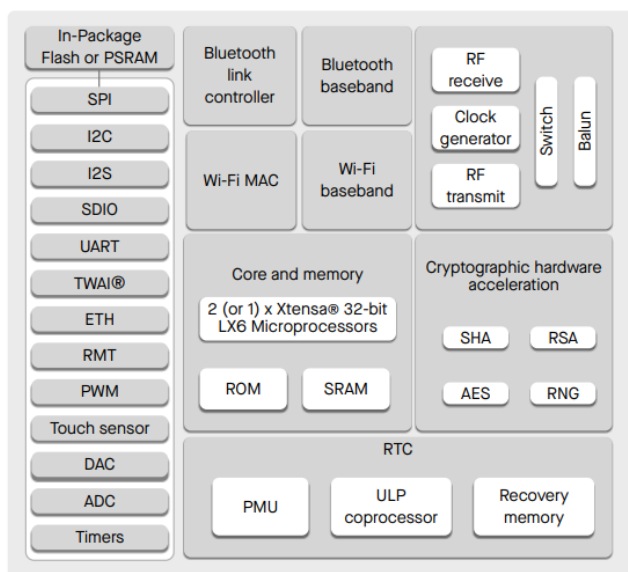 In-Package
Flash or PSRAM
SPI
I2C
I2S
SDIO
UART
TWAI®
ETH
RMT
PWM
Touch sensor
DAC
ADC
Timers
Bluetooth
link
controller
Bluetooth
baseband
Wi-Fi MAC
Wi-Fi
baseband
RF
receive
Clock
generator
RF
transmit
Switch
Balun
Core and memory
2 (or 1) x Xtensa® 32-bit
LX6 Microprocessors
ROM
SRAM
Cryptographic hardware
acceleration
SHA
RSA
AES
RNG
RTC
PMU
ULP
coprocessor
Recovery
memory